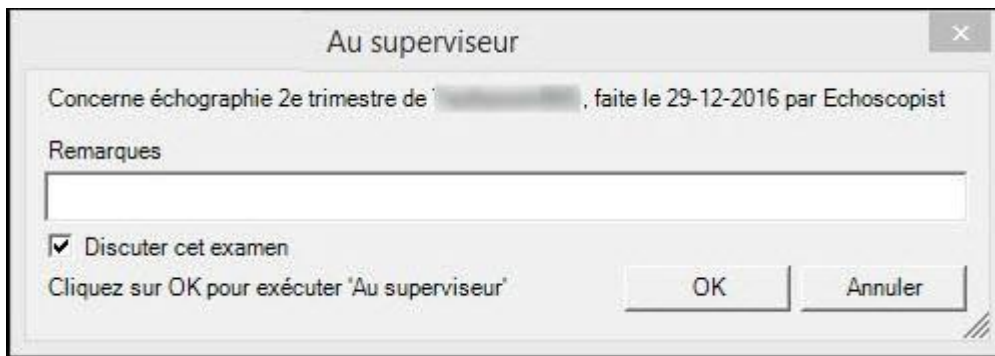 Au superviseur
Concerne échographie 2e trimestre de , faite le 29-12-2016 par Echoscopist
Remarques
Discuter cet examen
Cliquez sur OK pour exécuter 'Au superviseur'
OK
Annuler